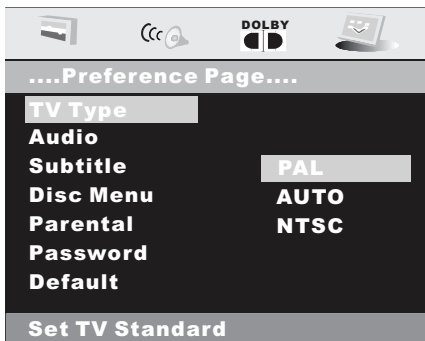 DOLBY
....Preference Page....
TV Type
Audio
Subtitle
PAL
Disc Menu
AUTO
Parental
NTSC
Password
Default
Set TV Standard